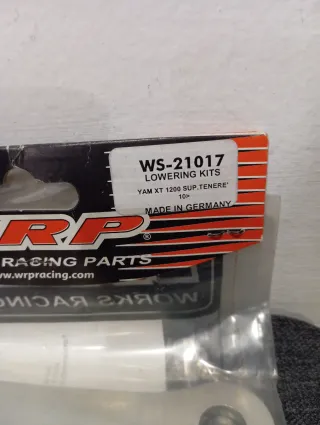 WS-21017
LOWERING KITS
YAM XT 1200 SUP.TENERE'
10>
MADE IN GERMANY
RP®
RACING PARTS
www.wrpracing.com
WORKS RACING